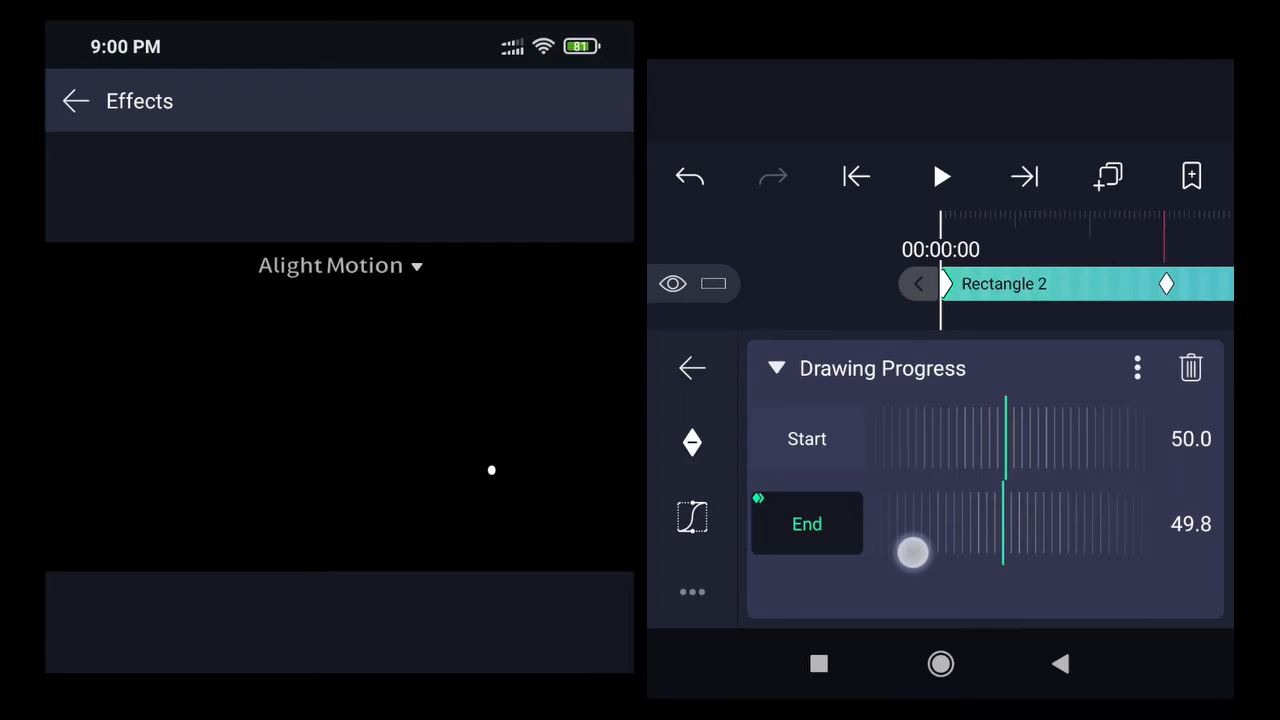 9:00 PM
81
Effects
Alight Motion
00:00:00
Rectangle 2
Drawing Progress
Start
50.0
End
49.8